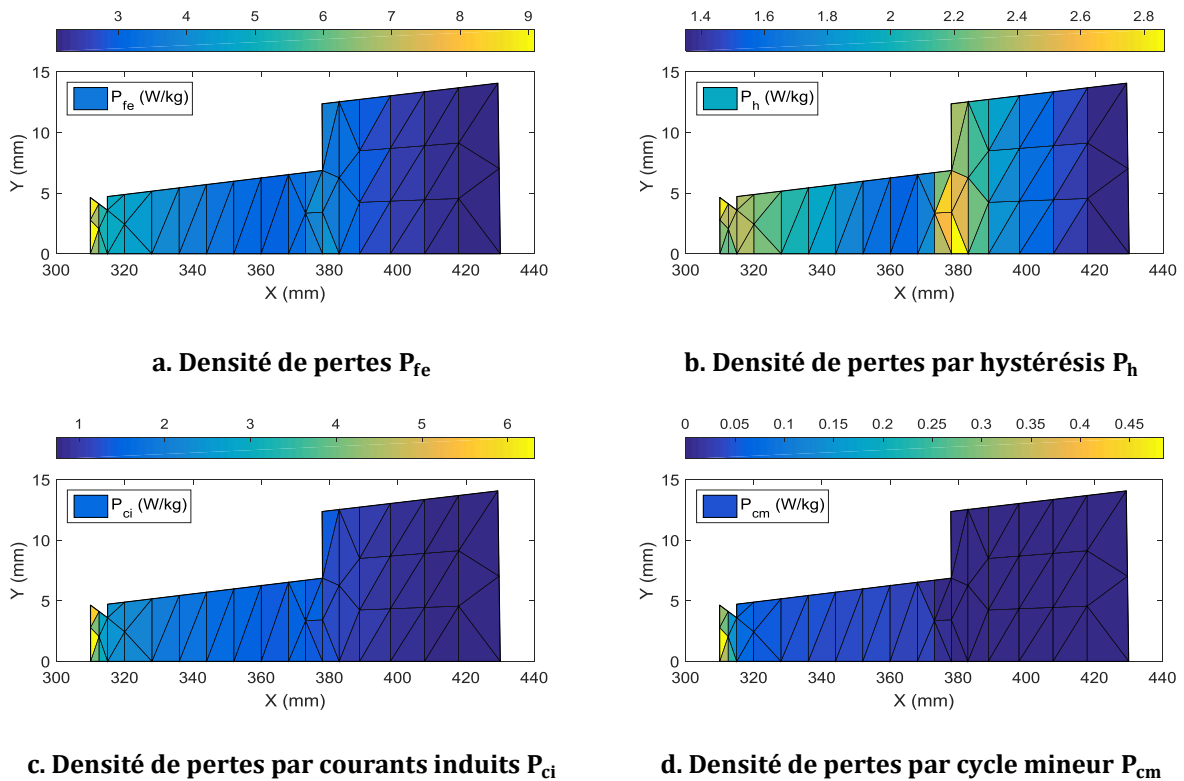 3 4 5 6 7 8 9
15
10
5
0
Y (mm)
P_fe (W/kg)
300 320 340 360 380 400 420 440
X (mm)
a. Densité de pertes P_fe
1.4 1.6 1.8 2 2.2 2.4 2.6 2.8
15
10
5
0
Y (mm)
P_h (W/kg)
300 320 340 360 380 400 420 440
X (mm)
b. Densité de pertes par hystérésis P_h
1 2 3 4 5 6
15
10
5
0
Y (mm)
P_ci (W/kg)
300 320 340 360 380 400 420 440
X (mm)
c. Densité de pertes par courants induits P_ci
0 0.05 0.1 0.15 0.2 0.25 0.3 0.35 0.4 0.45
15
10
5
0
Y (mm)
P_cm (W/kg)
300 320 340 360 380 400 420 440
X (mm)
d. Densité de pertes par cycle mineur P_cm